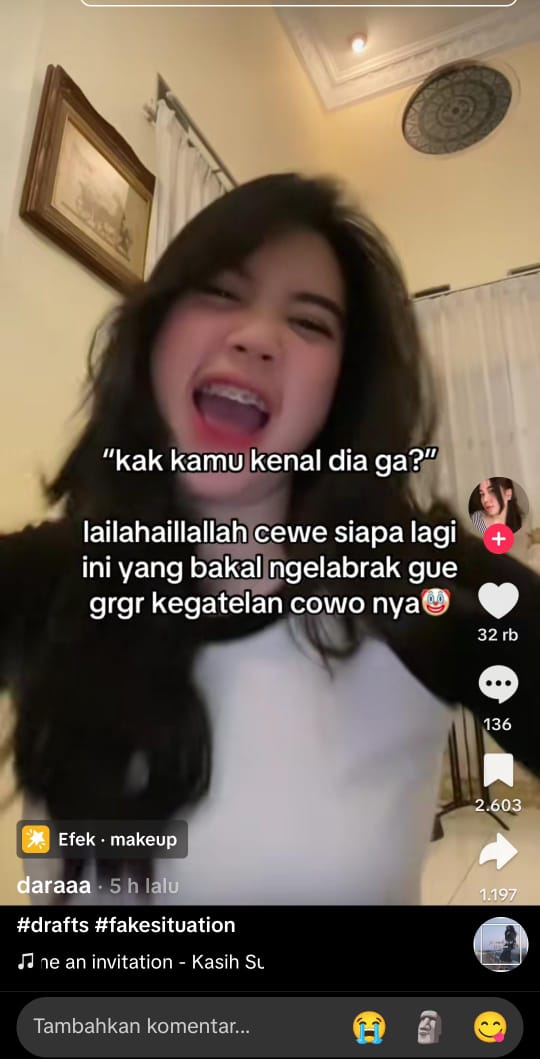 “kak kamu kenal dia ga?”
lailahaillallah cewe siapa lagi
ini yang bakal ngelabrak gue
grgr kegatelan cowo nya🤡
32 rb
136
2.603
1.197
Efek · makeup
daraaa · 5 h lalu
#drafts #fakesituation
ne an invitation - Kasih Su
Tambahkan komentar...